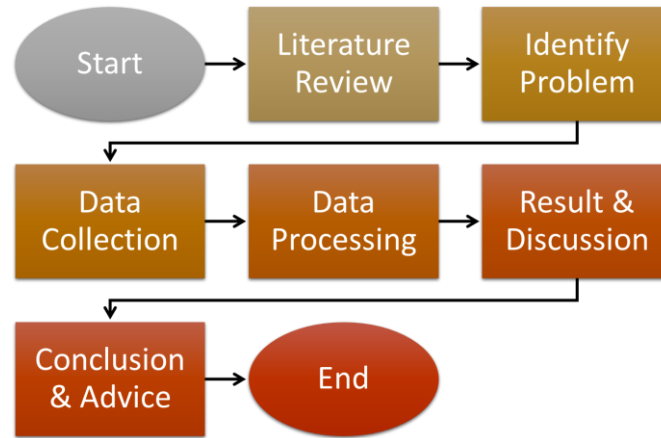 Start
Literature
Review
Identify
Problem
Data
Collection
Data
Processing
Result &
Discussion
Conclusion
& Advice
End